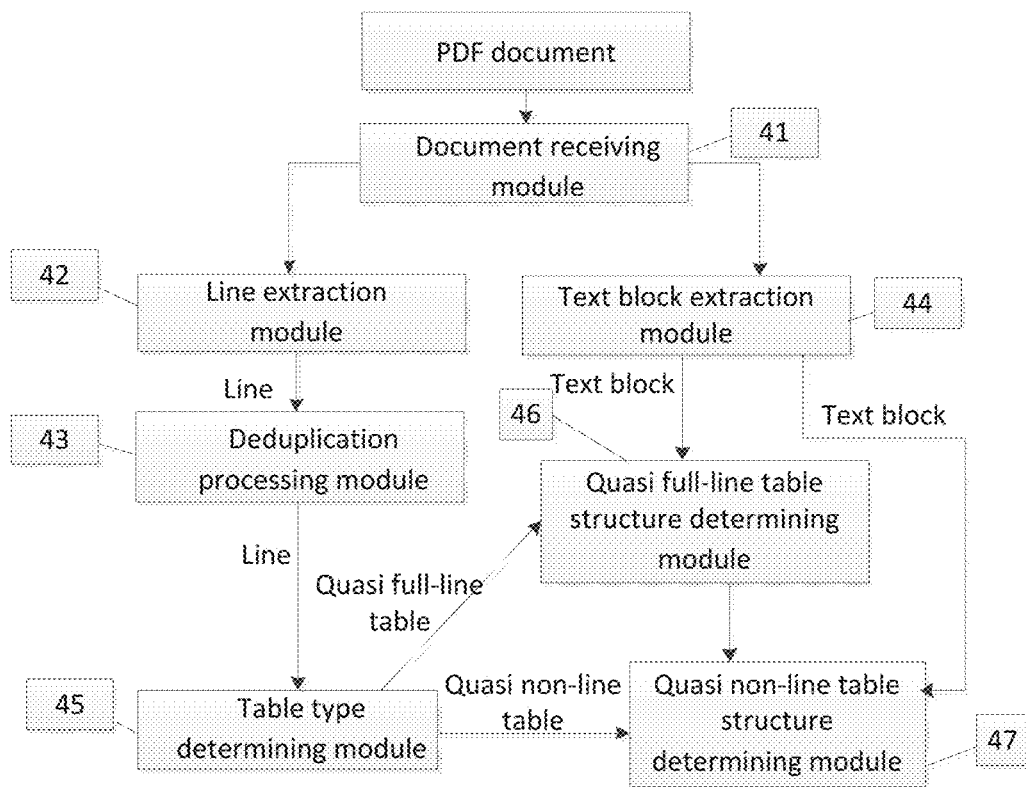 PDF document
Document receiving
module
41
42
Line extraction
module
Text block extraction
module
44
Line
Text block
46
Text block
43
Deduplication
processing module
Quasi full-line table
structure determining
module
Line
Quasi full-line
table
45
Table type
determining module
Quasi non-line
table
Quasi non-line table
structure
determining module
47